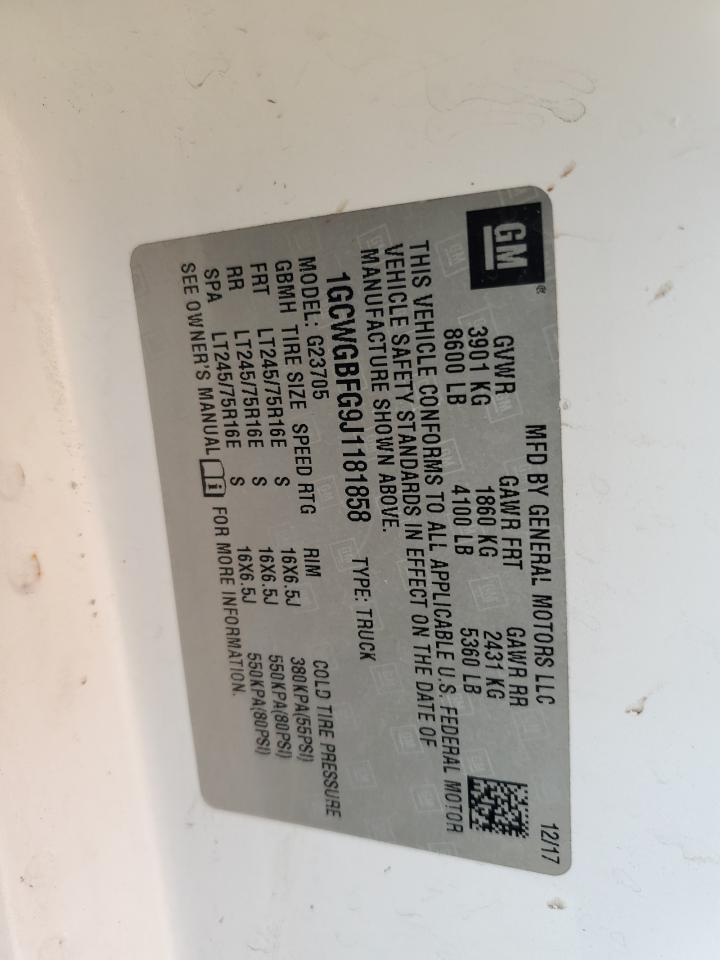 GM ®
MFD BY GENERAL MOTORS LLC 12/17
GVWR GAWR FRT GAWR RR
3901 KG 1860 KG 2431 KG
8600 LB 4100 LB 5360 LB
THIS VEHICLE CONFORMS TO ALL APPLICABLE U.S. FEDERAL MOTOR
VEHICLE SAFETY STANDARDS IN EFFECT ON THE DATE OF
MANUFACTURE SHOWN ABOVE.
1GCWGBFG9J1181858 TYPE: TRUCK
MODEL: G23705
GBMH TIRE SIZE SPEED RTG RIM COLD TIRE PRESSURE
FRT LT245/75R16E S 16X6.5J 380KPA(55PSI)
RR LT245/75R16E S 16X6.5J 550KPA(80PSI)
SPA LT245/75R16E S 16X6.5J 550KPA(80PSI)
SEE OWNER'S MANUAL i FOR MORE INFORMATION.